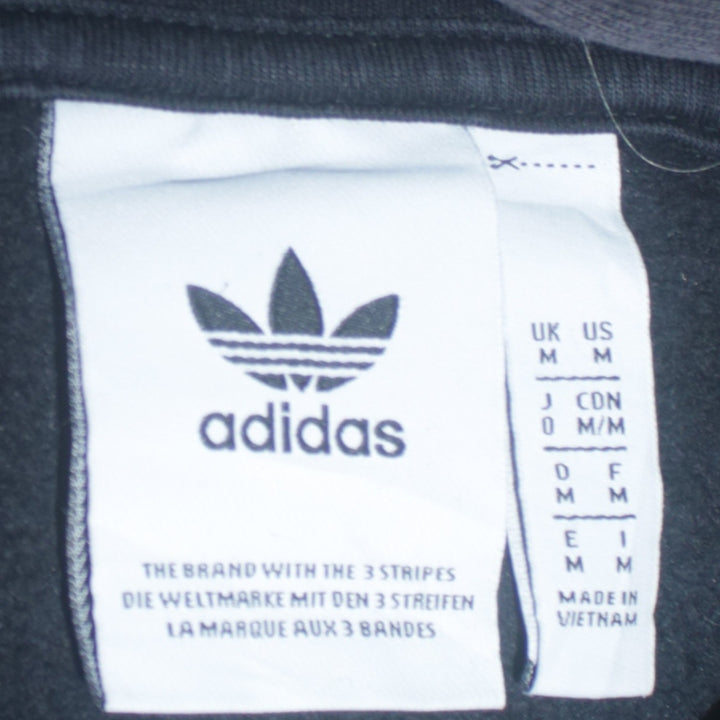 adidas
THE BRAND WITH THE 3 STRIPES
DIE WELTMARKE MIT DEN 3 STREIFEN
LA MARQUE AUX 3 BANDES
UK US
M M
J CDN
O M/M
D F
M M
E I
M M
MADE IN
VIETNAM